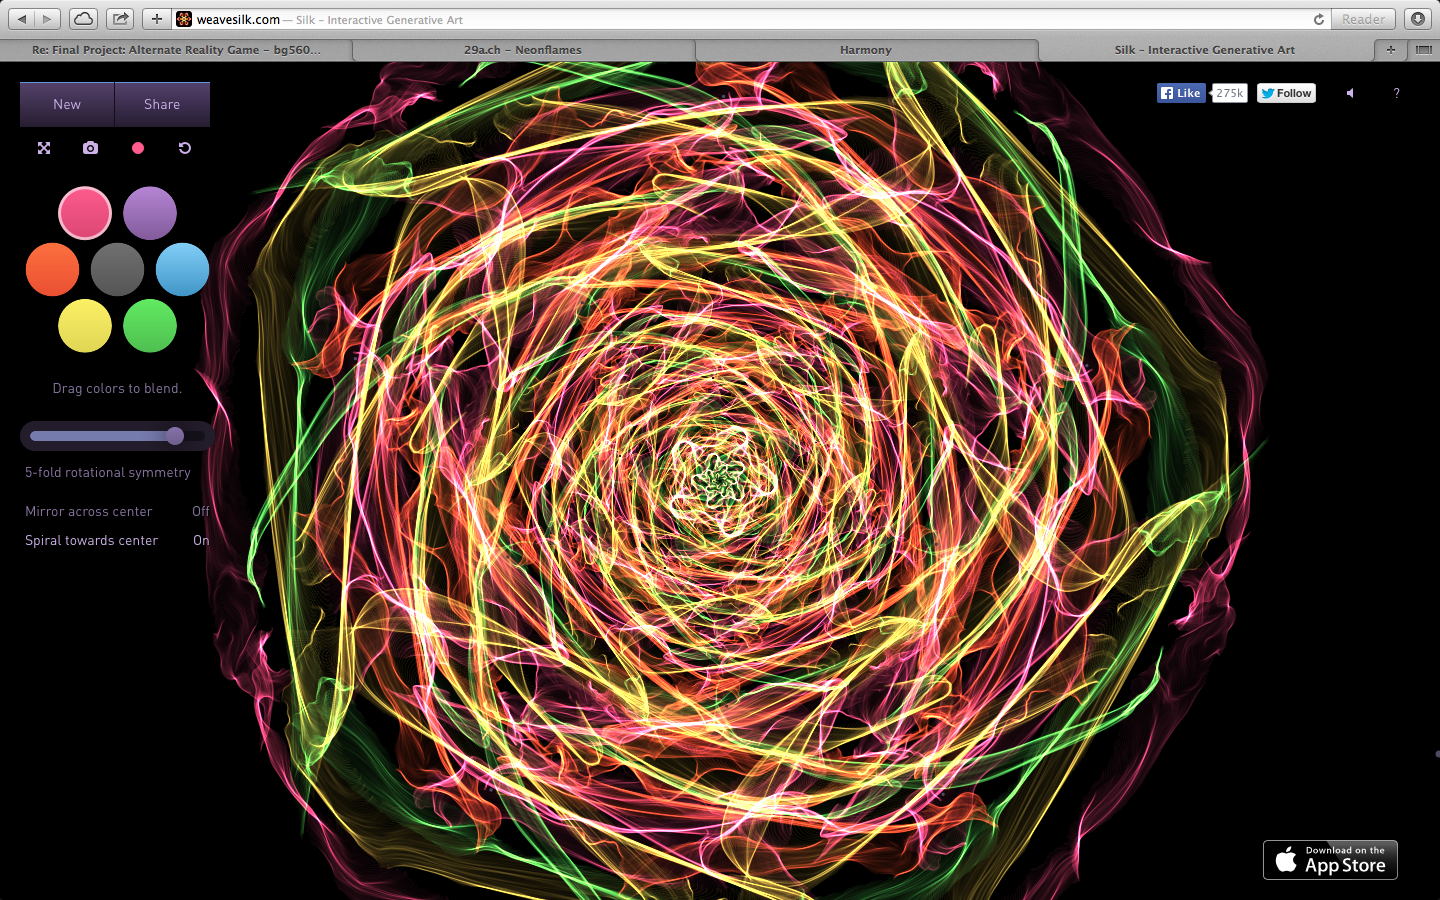 weavesilk.com — Silk – Interactive Generative Art
Reader
Re: Final Project: Alternate Reality Game – bg560...
29a.ch – Neonflames
Harmony
Silk – Interactive Generative Art
New
Share
Like
275k
Follow
?
Drag colors to blend.
5-fold rotational symmetry
Mirror across center Off
Spiral towards center On
Download on the
App Store